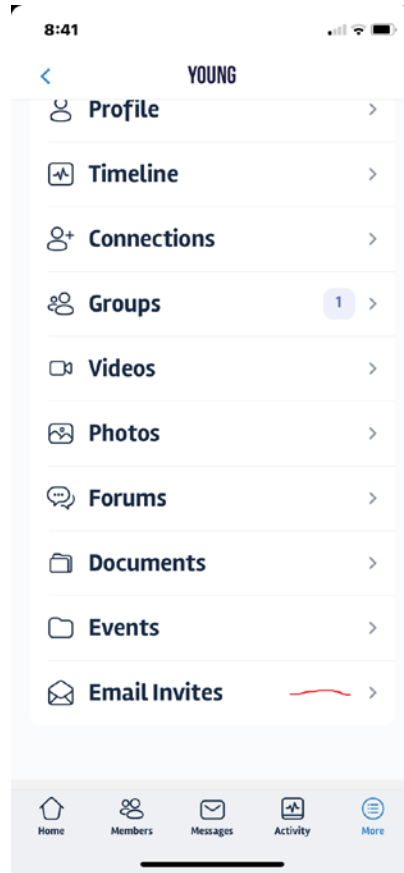 8:41
YOUNG
Profile
Timeline
Connections
Groups 1
Videos
Photos
Forums
Documents
Events
Email Invites
Home Members Messages Activity More